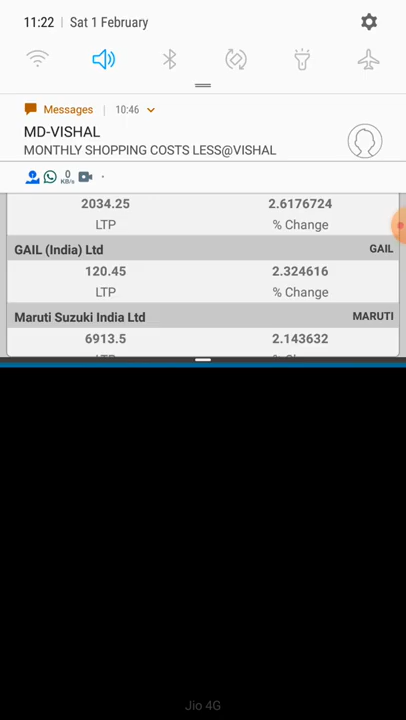 11:22 | Sat 1 February
Messages | 10:46
MD-VISHAL
MONTHLY SHOPPING COSTS LESS@VISHAL
0
KB/s
2034.25 2.6176724
LTP % Change
GAIL (India) Ltd GAIL
120.45 2.324616
LTP % Change
Maruti Suzuki India Ltd MARUTI
6913.5 2.143632
Jio 4G